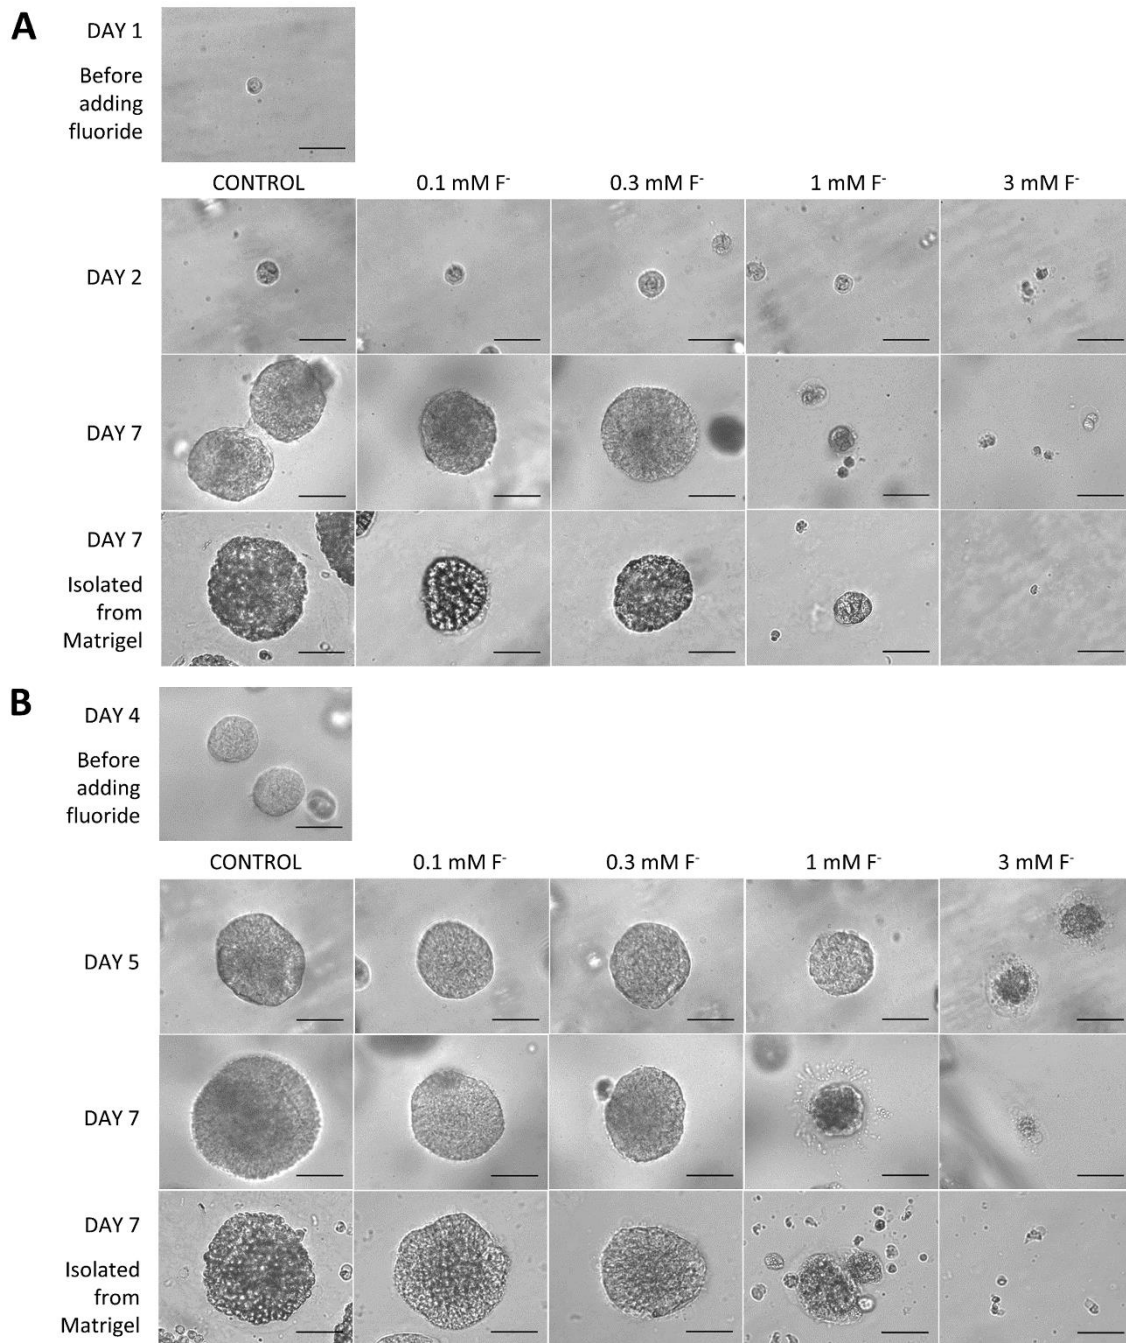 A
DAY 1
Before
adding
fluoride
CONTROL 0.1 mM F⁻ 0.3 mM F⁻ 1 mM F⁻ 3 mM F⁻
DAY 2
DAY 7
DAY 7
Isolated
from
Matrigel
B
DAY 4
Before
adding
fluoride
CONTROL 0.1 mM F⁻ 0.3 mM F⁻ 1 mM F⁻ 3 mM F⁻
DAY 5
DAY 7
DAY 7
Isolated
from
Matrigel